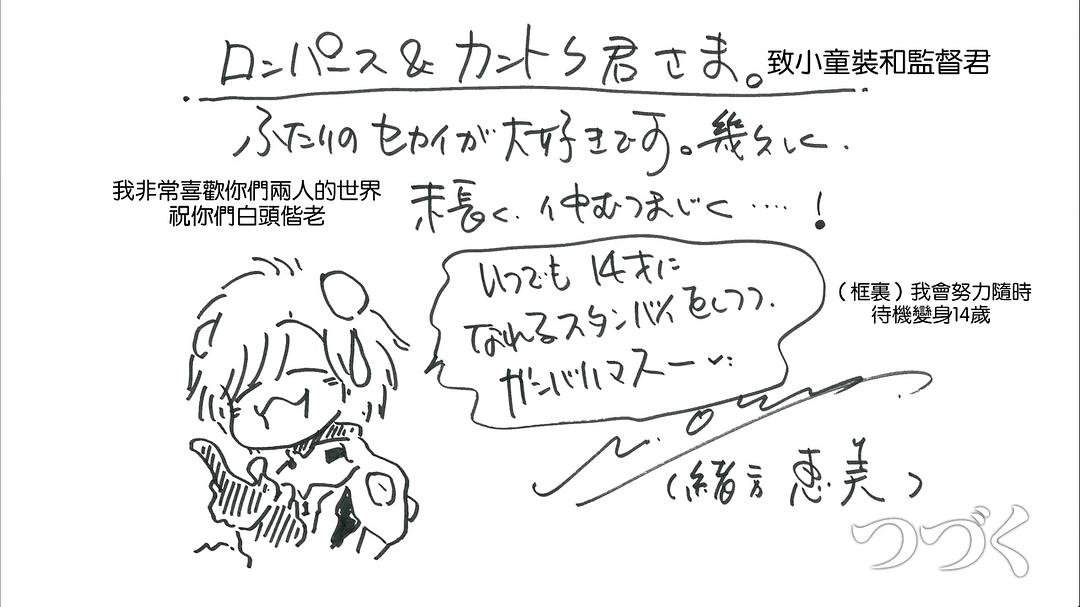 ロンパース&カントク君さま。
致小童裝和監督君
ふたりのセカイが大好きです。幾久しく.
末長く、仲むつまじく…. !
我非常喜歡你們兩人的世界
祝你們白頭偕老
いつでも 14才に
なれるスタンバイをしつつ.
ガンバリマスー
(框裏)我會努力隨時
待機變身14歲
(緒方 恵美)
つづく